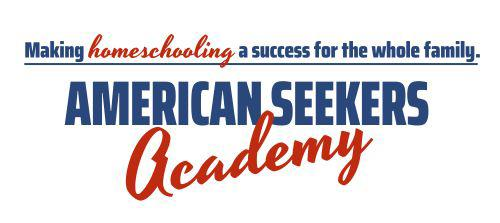 Making homeschooling a success for the whole family.
AMERICAN SEEKERS
Academy